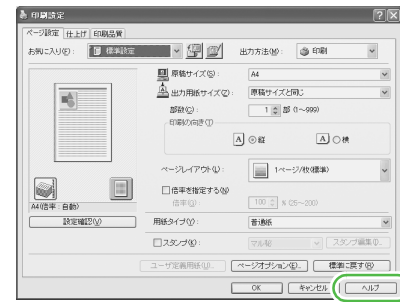 印刷設定
ページ設定 仕上げ 印刷品質
お気に入り(F): 標準設定 出力方法(M): 印刷
原稿サイズ(S): A4
出力用紙サイズ(Z): 原稿サイズと同じ
部数(C): 1 部 (1~999)
印刷の向き(T)
A 縦 A 横
ページレイアウト(L): 1ページ/枚(標準)
倍率を指定する(N)
倍率(G): 100 % (25~200)
A4(倍率：自動)
設定確認(V) 用紙タイプ(Y): 普通紙
スタンプ(K): マル秘 スタンプ編集(I)...
ユーザ定義用紙(U)... ページオプション(E)... 標準に戻す(R)
OK キャンセル ヘルプ